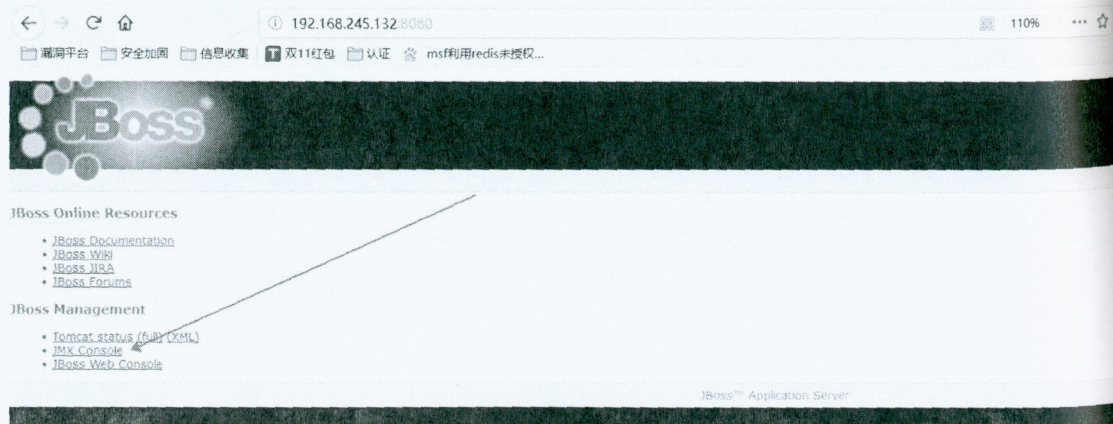 192.168.245.132:8080
110%
漏洞平台 安全加固 信息收集 双11红包 认证 msf利用redis未授权...
JBoss
JBoss Online Resources
• JBoss Documentation
• JBoss Wiki
• JBoss JIRA
• JBoss Forums
JBoss Management
• Tomcat status (full) (XML)
• JMX Console
• JBoss Web Console
JBoss™ Application Server